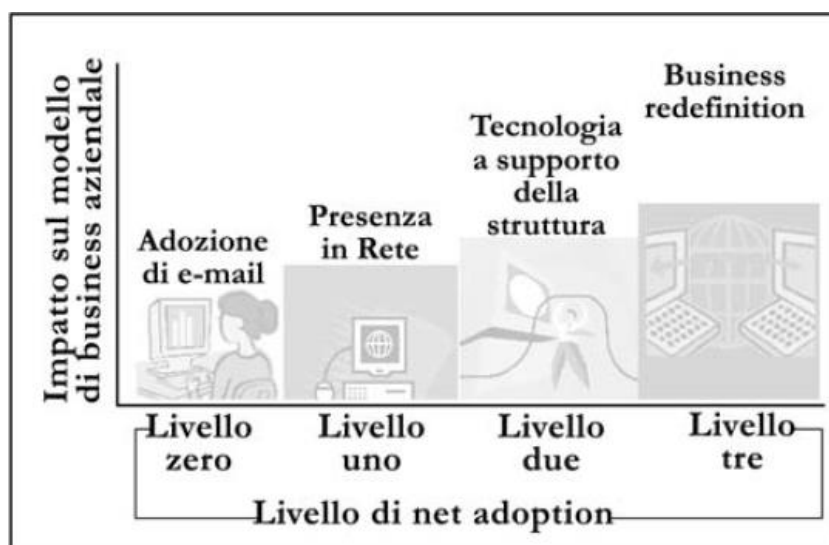 Impatto sul modello
di business aziendale
Adozione
di e-mail
Presenza
in Rete
Tecnologia
a supporto
della
struttura
Business
redefinition
Livello
zero
Livello
uno
Livello
due
Livello
tre
Livello di net adoption